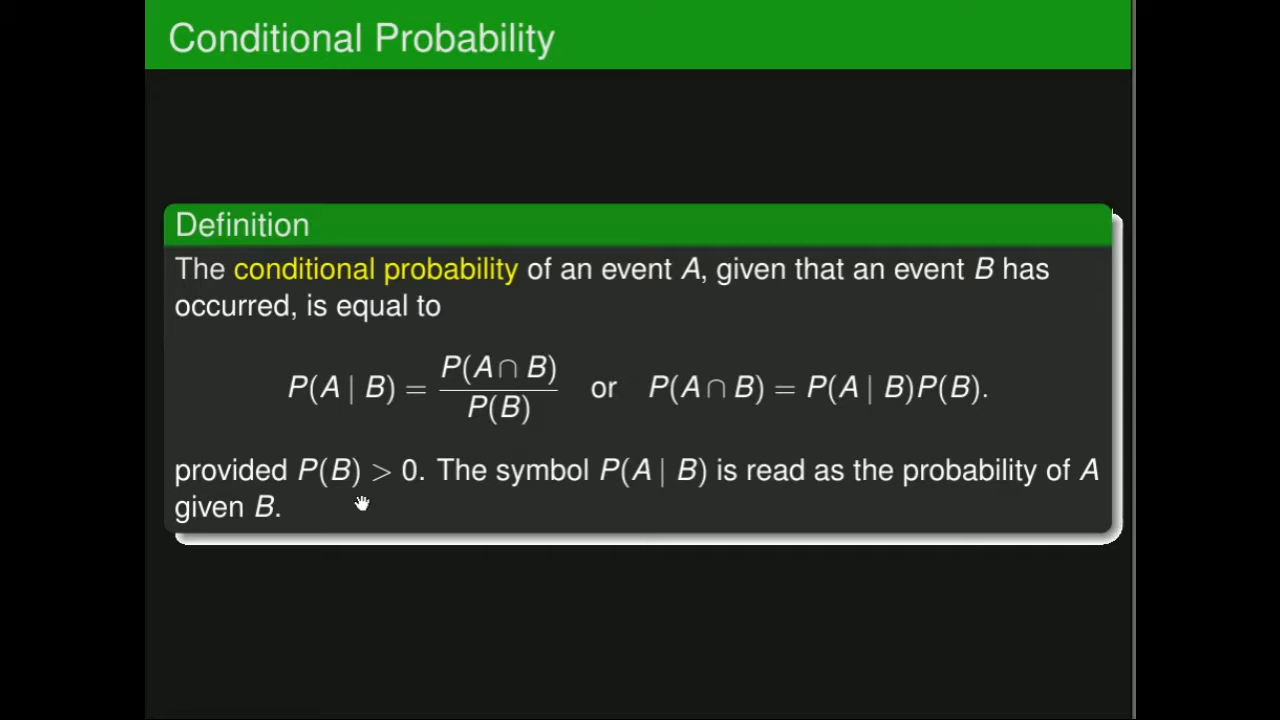 Conditional Probability
Definition
The conditional probability of an event A, given that an event B has
occurred, is equal to
P(A | B) = P(A ∩ B) / P(B) or P(A ∩ B) = P(A | B)P(B).
provided P(B) > 0. The symbol P(A | B) is read as the probability of A
given B.